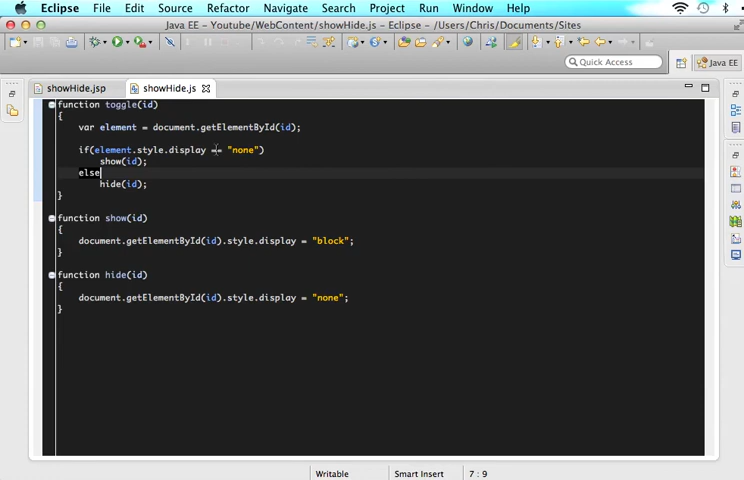 Eclipse File Edit Source Refactor Navigate Search Project Run Window Help
Java EE - Youtube/WebContent/showHide.js - Eclipse - /Users/Chris/Documents/Sites
Quick Access
Java EE
showHide.jsp
showHide.js
function toggle(id)
{
var element = document.getElementById(id);
if(element.style.display == "none")
show(id);
else
hide(id);
}
function show(id)
{
document.getElementById(id).style.display = "block";
}
function hide(id)
{
document.getElementById(id).style.display = "none";
}
Writable
Smart Insert
7 : 9